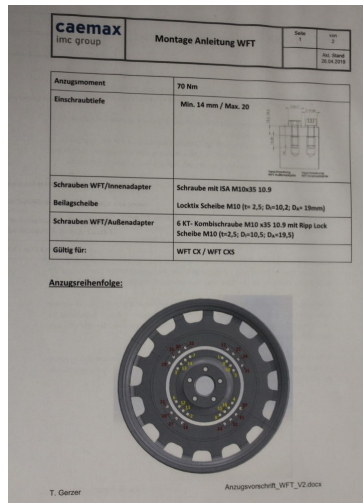 caemax
imc group
Montage Anleitung WFT
Seite
1
von
2
Akt. Stand
26.04.2019
Anzugsmoment
70 Nm
Einschraubtiefe
Min. 14 mm / Max. 20
Schrauben WFT/Innenadapter
Schraube mit ISA M10x35 10.9
Beilagscheibe
Locktix Scheibe M10 (t= 2,5; Di=10,2; Da= 19mm)
Schrauben WFT/Außenadapter
6 KT- Kombischraube M10 x35 10.9 mit Ripp Lock
Scheibe M10 (t=2,5; Di=10,5; Da=19,5)
Gültig für:
WFT CX / WFT CXS
Anzugsreihenfolge:
T. Gerzer
Anzugsvorschrift_WFT_V2.docx